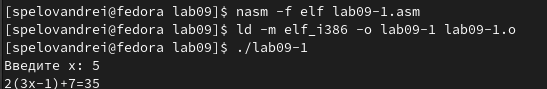 [spelovandrei@fedora lab09]$ nasm -f elf lab09-1.asm
[spelovandrei@fedora lab09]$ ld -m elf_i386 -o lab09-1 lab09-1.o
[spelovandrei@fedora lab09]$ ./lab09-1
Введите x: 5
2(3x-1)+7=35